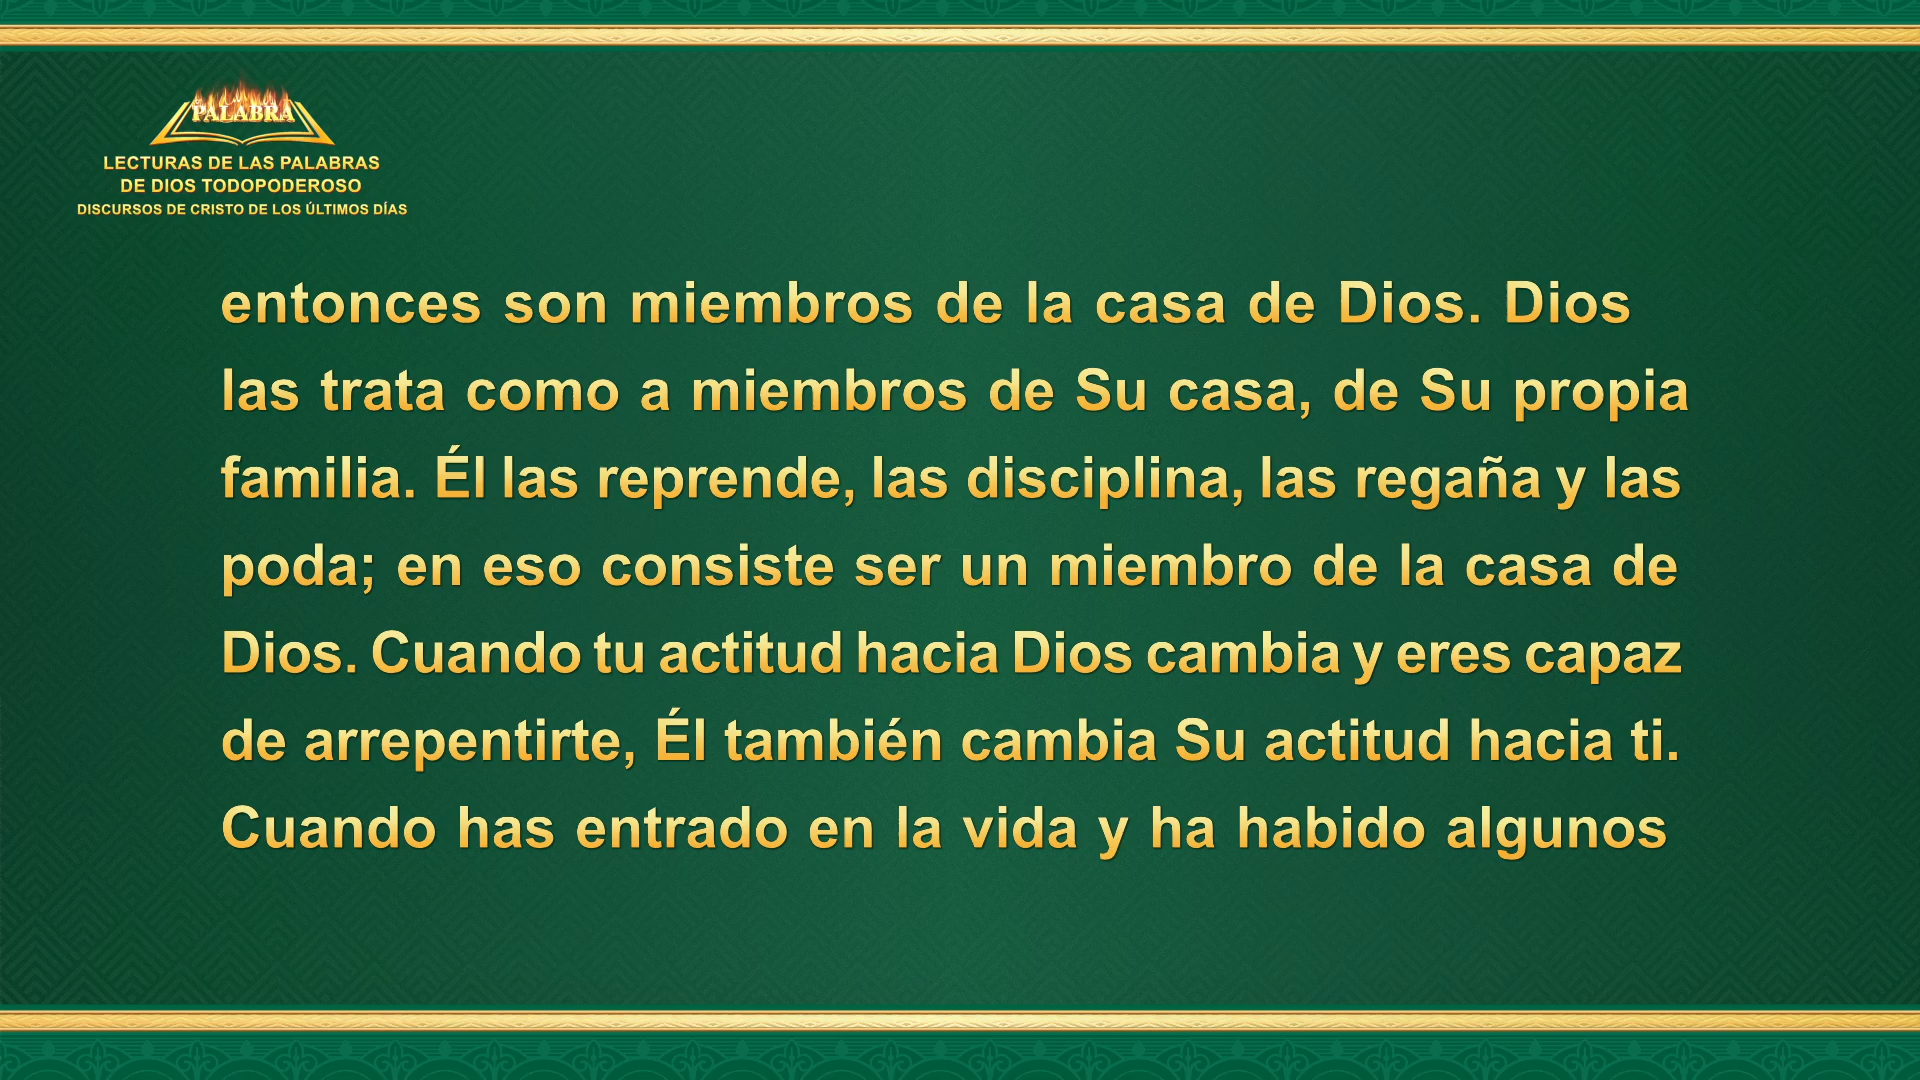 PALABRA
LECTURAS DE LAS PALABRAS
DE DIOS TODOPODEROSO
DISCURSOS DE CRISTO DE LOS ÚLTIMOS DÍAS
entonces son miembros de la casa de Dios. Dios
las trata como a miembros de Su casa, de Su propia
familia. Él las reprende, las disciplina, las regaña y las
poda; en eso consiste ser un miembro de la casa de
Dios. Cuando tu actitud hacia Dios cambia y eres capaz
de arrepentirte, Él también cambia Su actitud hacia ti.
Cuando has entrado en la vida y ha habido algunos